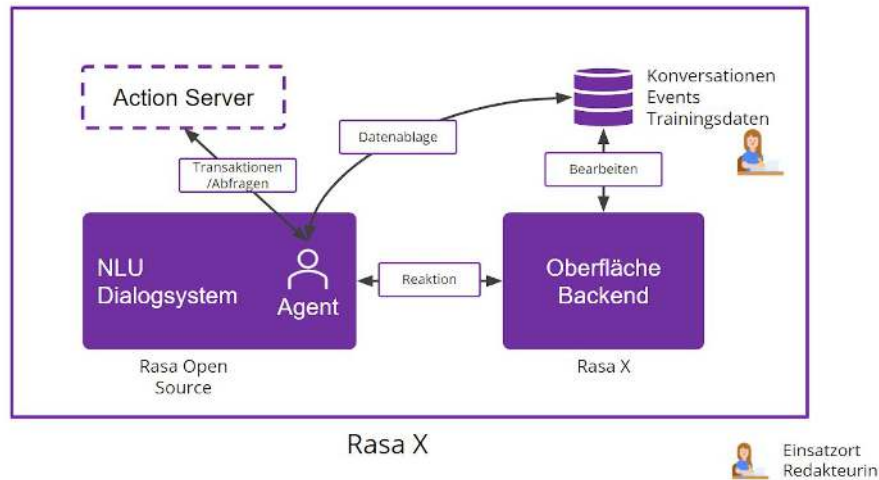 Action Server
Konversationen
Events
Trainingsdaten
Datenablage
Transaktionen
/Abfragen
Bearbeiten
NLU
Dialogsystem
Agent
Reaktion
Oberfläche
Backend
Rasa Open
Source
Rasa X
Rasa X
Einsatzort
Redakteurin